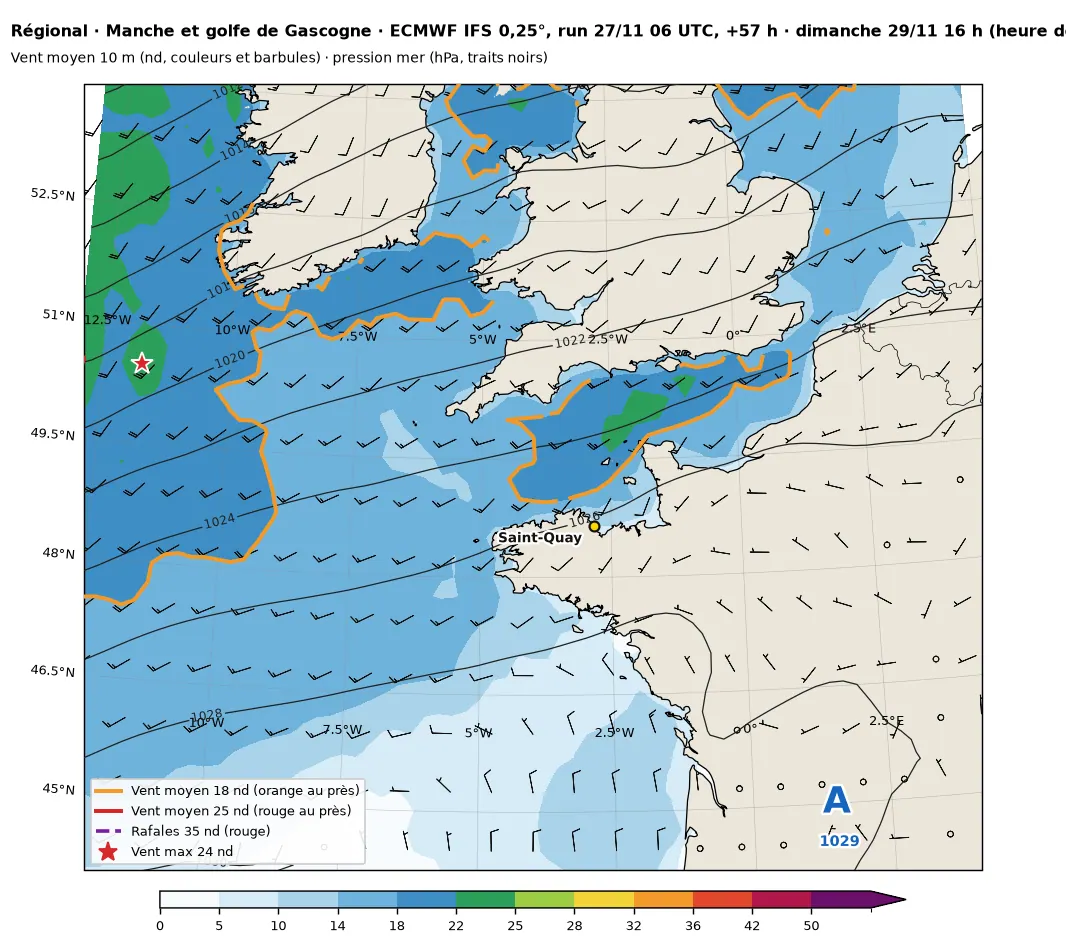 Régional · Manche et golfe de Gascogne · ECMWF IFS 0,25°, run 27/11 06 UTC, +57 h · dimanche 29/11 16 h (heure d
Vent moyen 10 m (nd, couleurs et barbules) · pression mer (hPa, traits noirs)
52.5°N
51°N
12.5°W
10°W
7.5°W
5°W
1022
2.5°W
0°
2.5°E
1020
49.5°N
1024
1026
48°N
Saint-Quay
46.5°N
1028
10°W
7.5°W
5°W
2.5°W
0°
2.5°E
45°N
A
1029
Vent moyen 18 nd (orange au près)
Vent moyen 25 nd (rouge au près)
Rafales 35 nd (rouge)
Vent max 24 nd
0 5 10 14 18 22 25 28 32 36 42 50